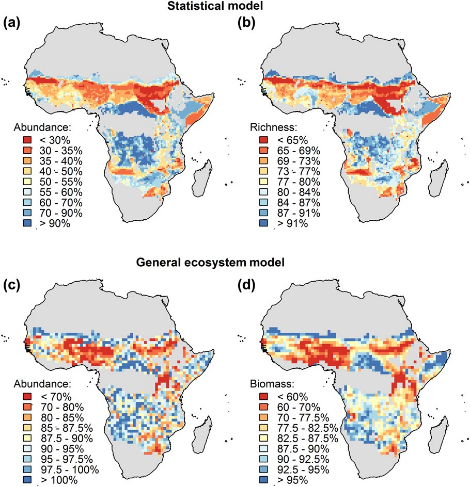 Statistical model
(a)
(b)
Abundance:
< 30%
30 - 35%
35 - 40%
40 - 50%
50 - 55%
55 - 60%
60 - 70%
70 - 90%
> 90%
Richness:
< 65%
65 - 69%
69 - 73%
73 - 77%
77 - 80%
80 - 84%
84 - 87%
87 - 91%
> 91%
General ecosystem model
(c)
(d)
Abundance:
< 70%
70 - 80%
80 - 85%
85 - 87.5%
87.5 - 90%
90 - 95%
95 - 97.5%
97.5 - 100%
> 100%
Biomass:
< 60%
60 - 70%
70 - 77.5%
77.5 - 82.5%
82.5 - 87.5%
87.5 - 90%
90 - 92.5%
92.5 - 95%
> 95%